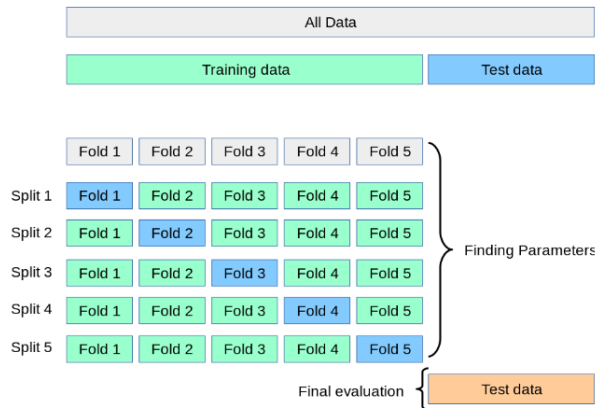 All Data
Training data Test data
Fold 1 Fold 2 Fold 3 Fold 4 Fold 5
Split 1 Fold 1 Fold 2 Fold 3 Fold 4 Fold 5
Split 2 Fold 1 Fold 2 Fold 3 Fold 4 Fold 5
Finding Parameters
Split 3 Fold 1 Fold 2 Fold 3 Fold 4 Fold 5
Split 4 Fold 1 Fold 2 Fold 3 Fold 4 Fold 5
Split 5 Fold 1 Fold 2 Fold 3 Fold 4 Fold 5
Final evaluation Test data